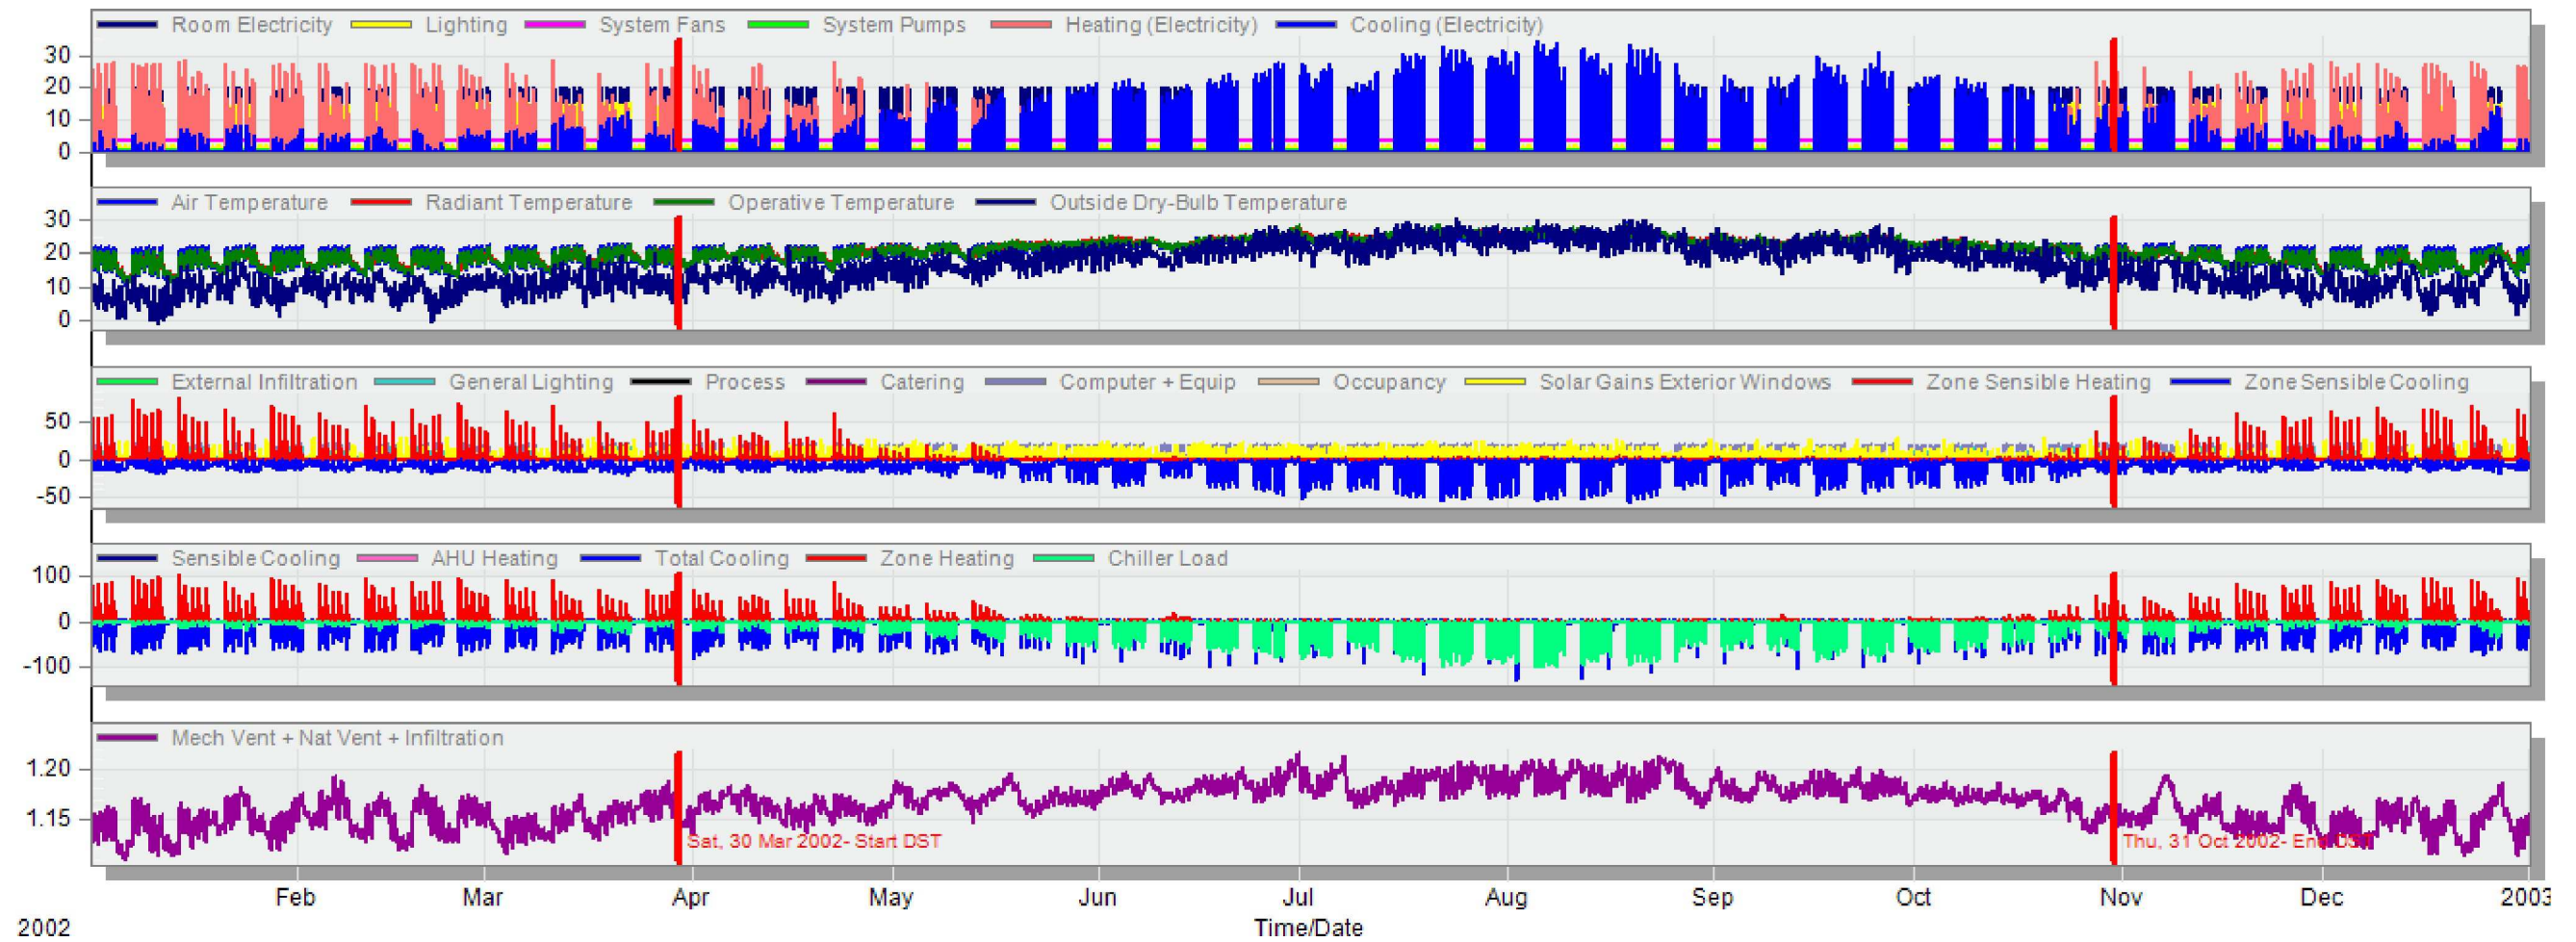 Room Electricity Lighting System Fans System Pumps Heating (Electricity) Cooling (Electricity)
30
20
10
0
Air Temperature Radiant Temperature Operative Temperature Outside Dry-Bulb Temperature
30
20
10
0
External Infiltration General Lighting Process Catering Computer + Equip Occupancy Solar Gains Exterior Windows Zone Sensible Heating Zone Sensible Cooling
50
0
-50
Sensible Cooling AHU Heating Total Cooling Zone Heating Chiller Load
100
0
-100
Mech Vent + Nat Vent + Infiltration
1.20
1.15
Sat, 30 Mar 2002- Start DST Thu, 31 Oct 2002- End DST
Feb Mar Apr May Jun Jul Aug Sep Oct Nov Dec 2003
2002 Time/Date